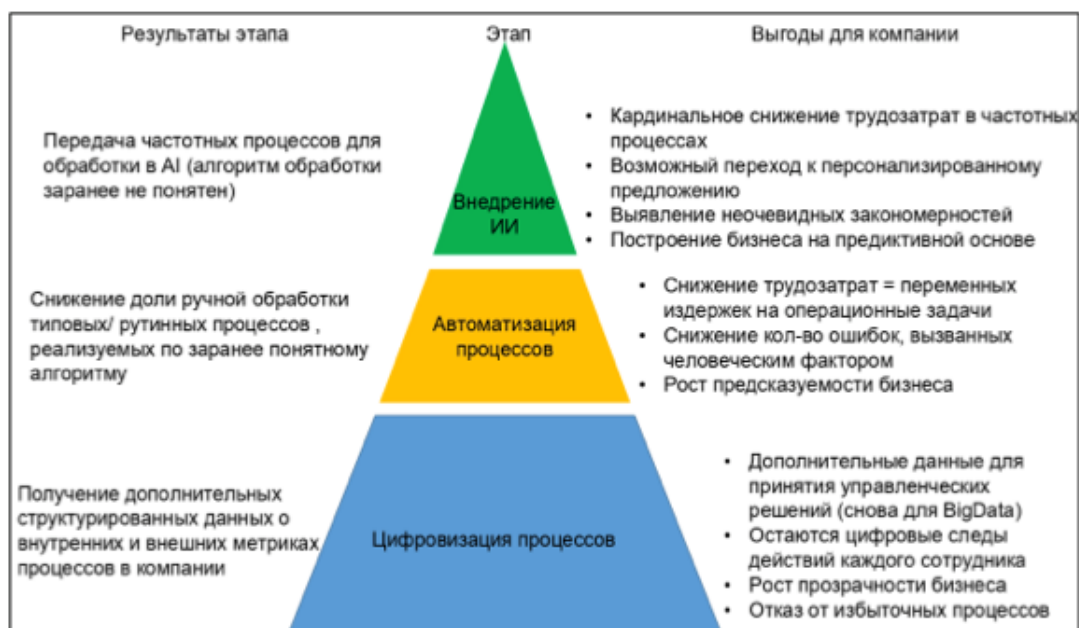 Результаты этапа
Этап
Выгоды для компании
Передача частотных процессов для
обработки в AI (алгоритм обработки
заранее не понятен)
Внедрение
ИИ
• Кардинальное снижение трудозатрат в частотных
процессах
• Возможный переход к персонализированному
предложению
• Выявление неочевидных закономерностей
• Построение бизнеса на предиктивной основе
Снижение доли ручной обработки
типовых/ рутинных процессов ,
реализуемых по заранее понятному
алгоритму
Автоматизация
процессов
• Снижение трудозатрат = переменных
издержек на операционные задачи
• Снижение кол-во ошибок, вызванных
человеческим фактором
• Рост предсказуемости бизнеса
Получение дополнительных
структурированных данных о
внутренних и внешних метриках
процессов в компании
Цифровизация процессов
• Дополнительные данные для
принятия управленческих
решений (снова для BigData)
• Остаются цифровые следы
действий каждого сотрудника
• Рост прозрачности бизнеса
• Отказ от избыточных процессов